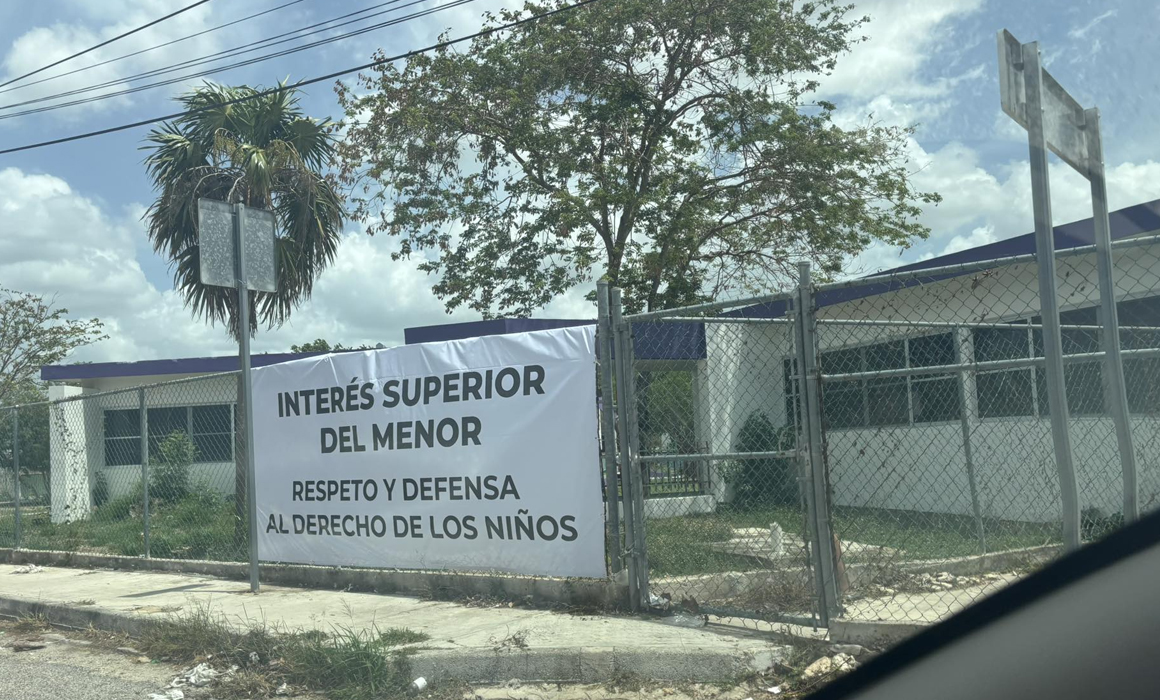 INTERÉS SUPERIOR
DEL MENOR
RESPETO Y DEFENSA
AL DERECHO DE LOS NIÑOS